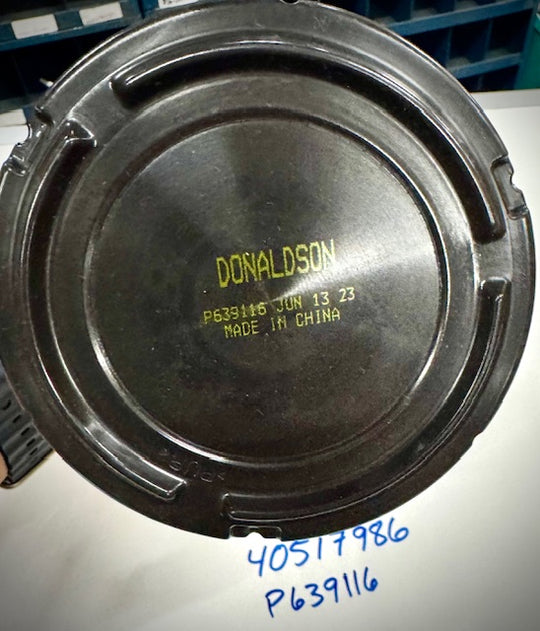 DONALDSON
P639116 JUN 13 23
MADE IN CHINA
40517986
P639116